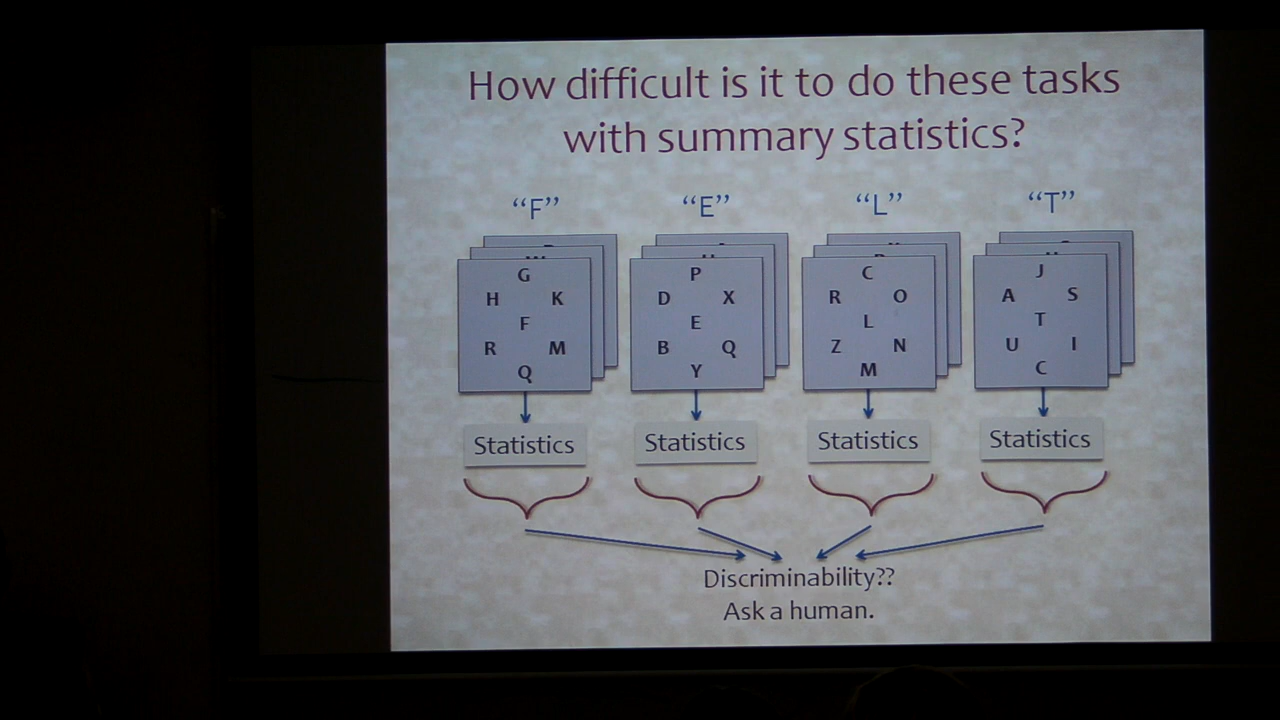 How difficult is it to do these tasks
with summary statistics?
“F” “E” “L” “T”
G
H K
F
R M
Q
P
D X
E
B Q
Y
C
R O
L
Z N
M
J
A S
T
U I
C
Statistics Statistics Statistics Statistics
Discriminability??
Ask a human.